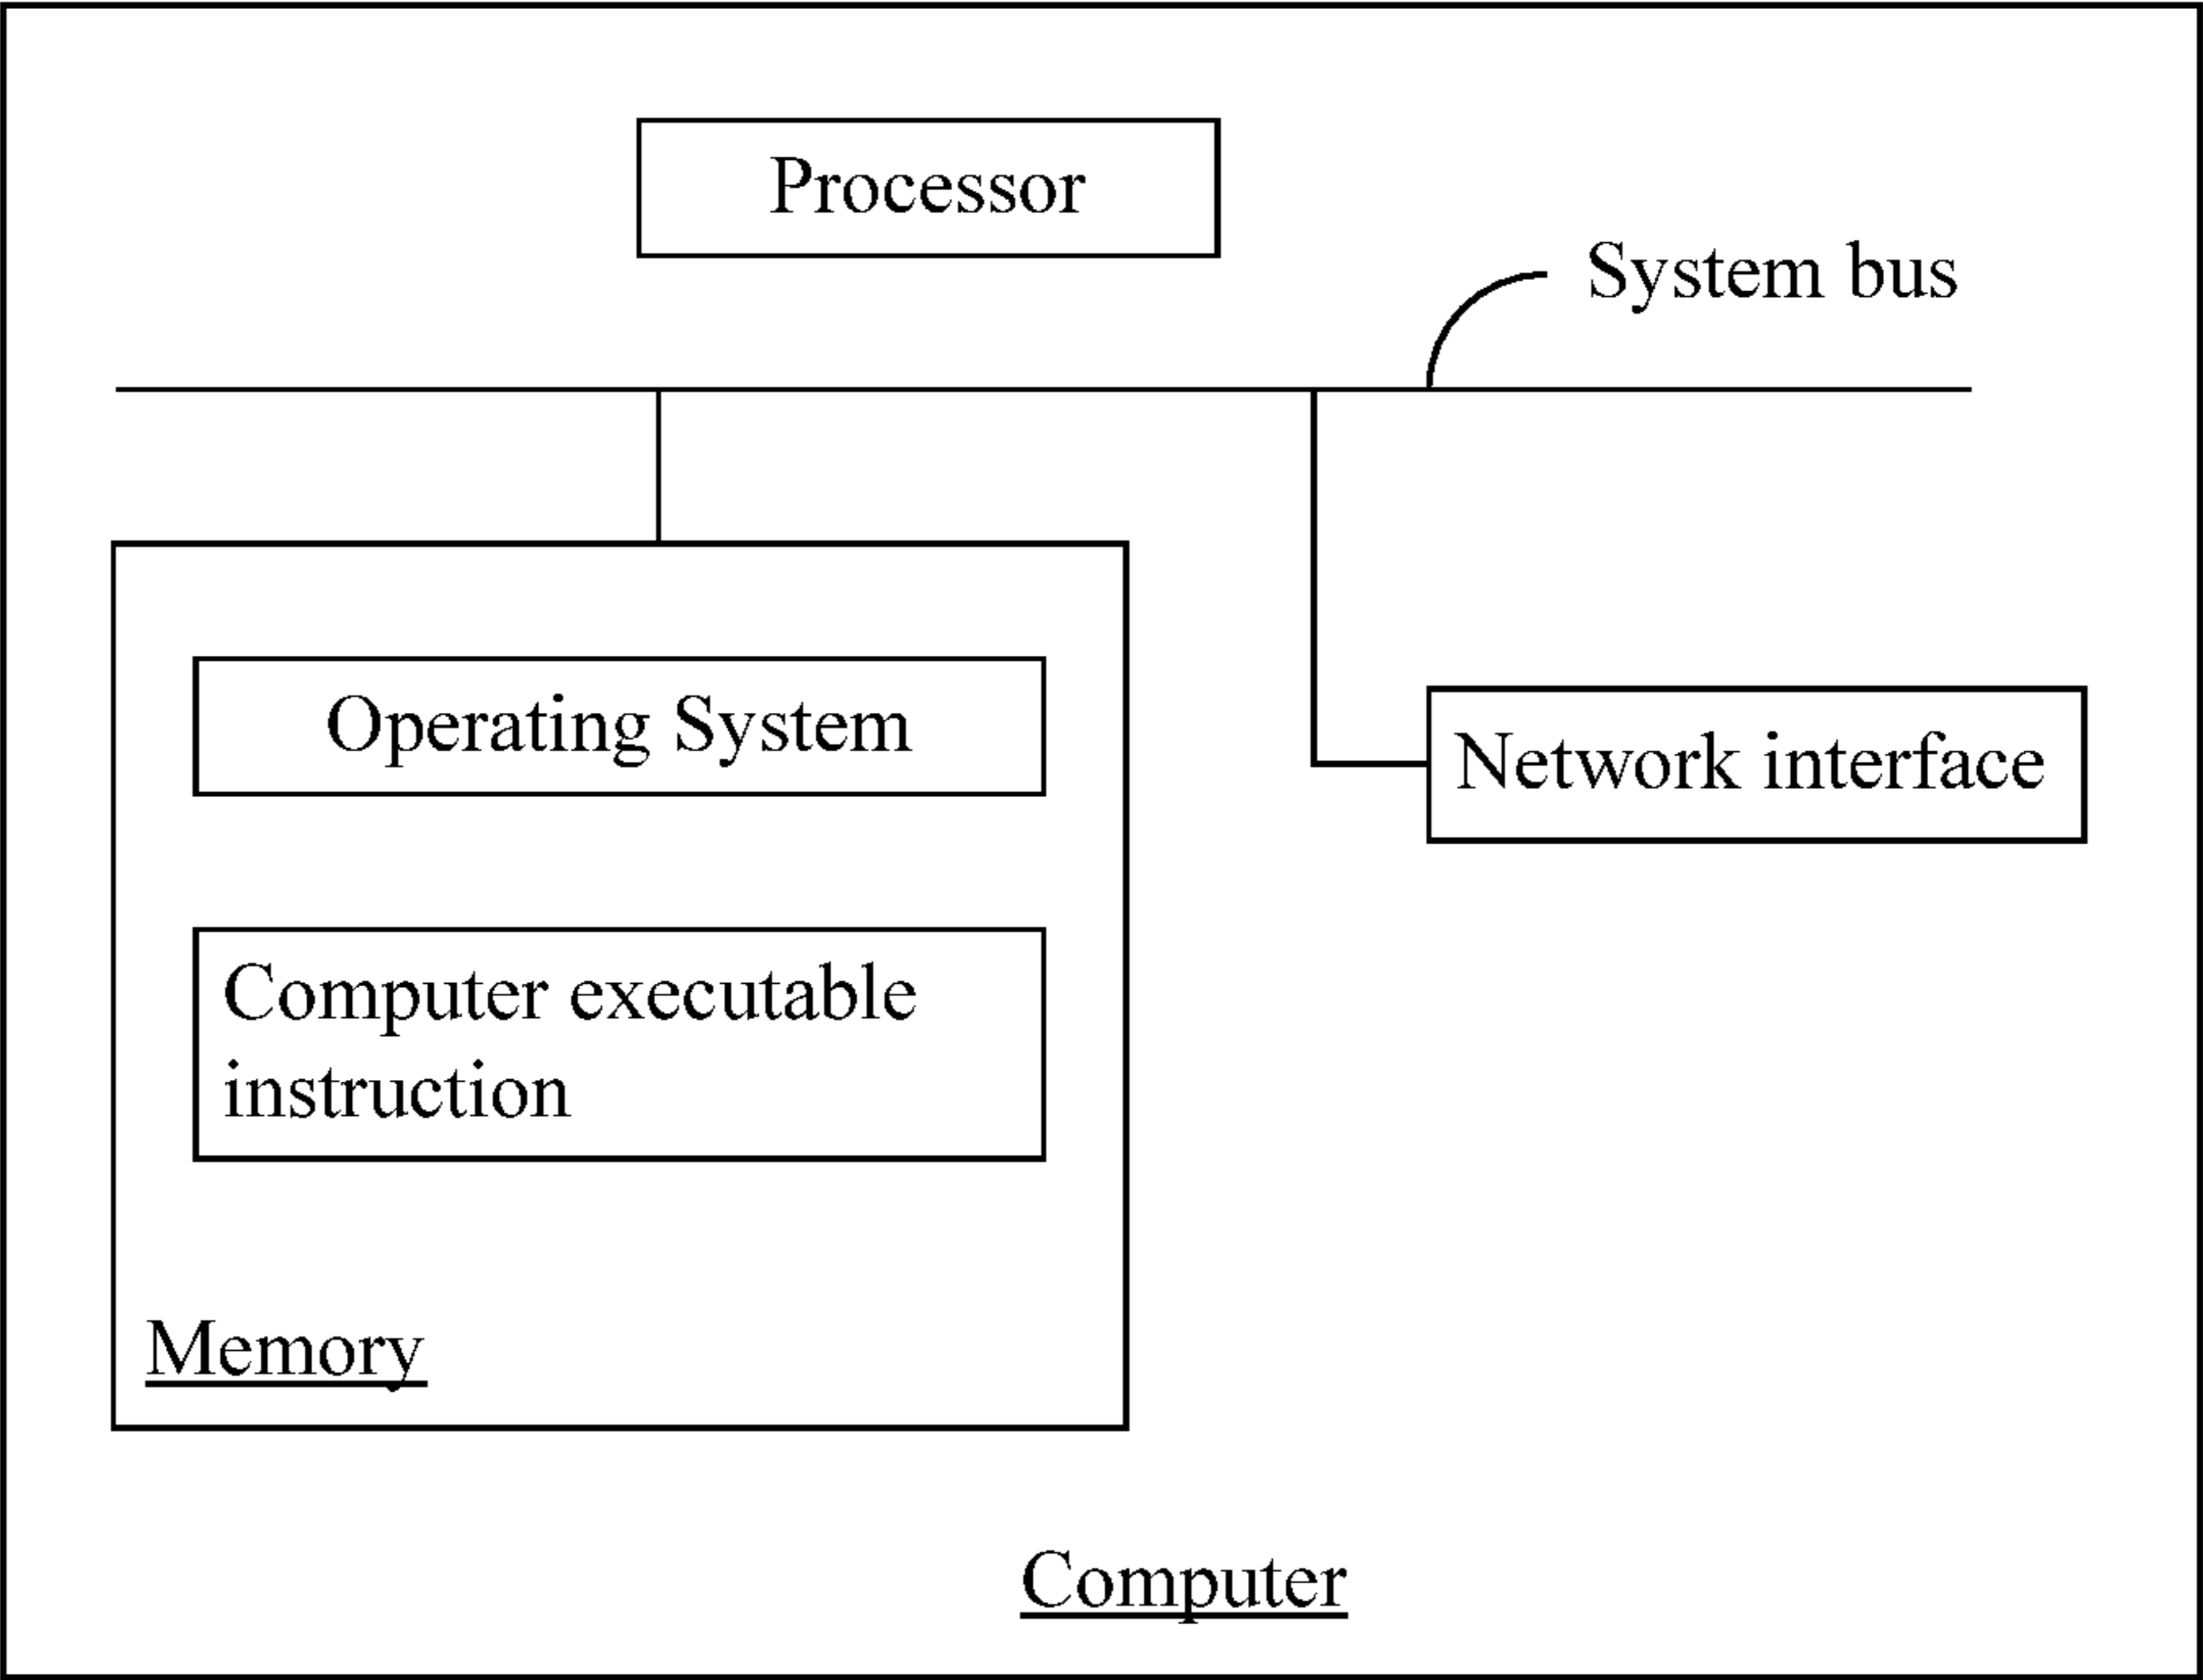 Processor
System bus
Operating System
Network interface
Computer executable
instruction
Memory
Computer